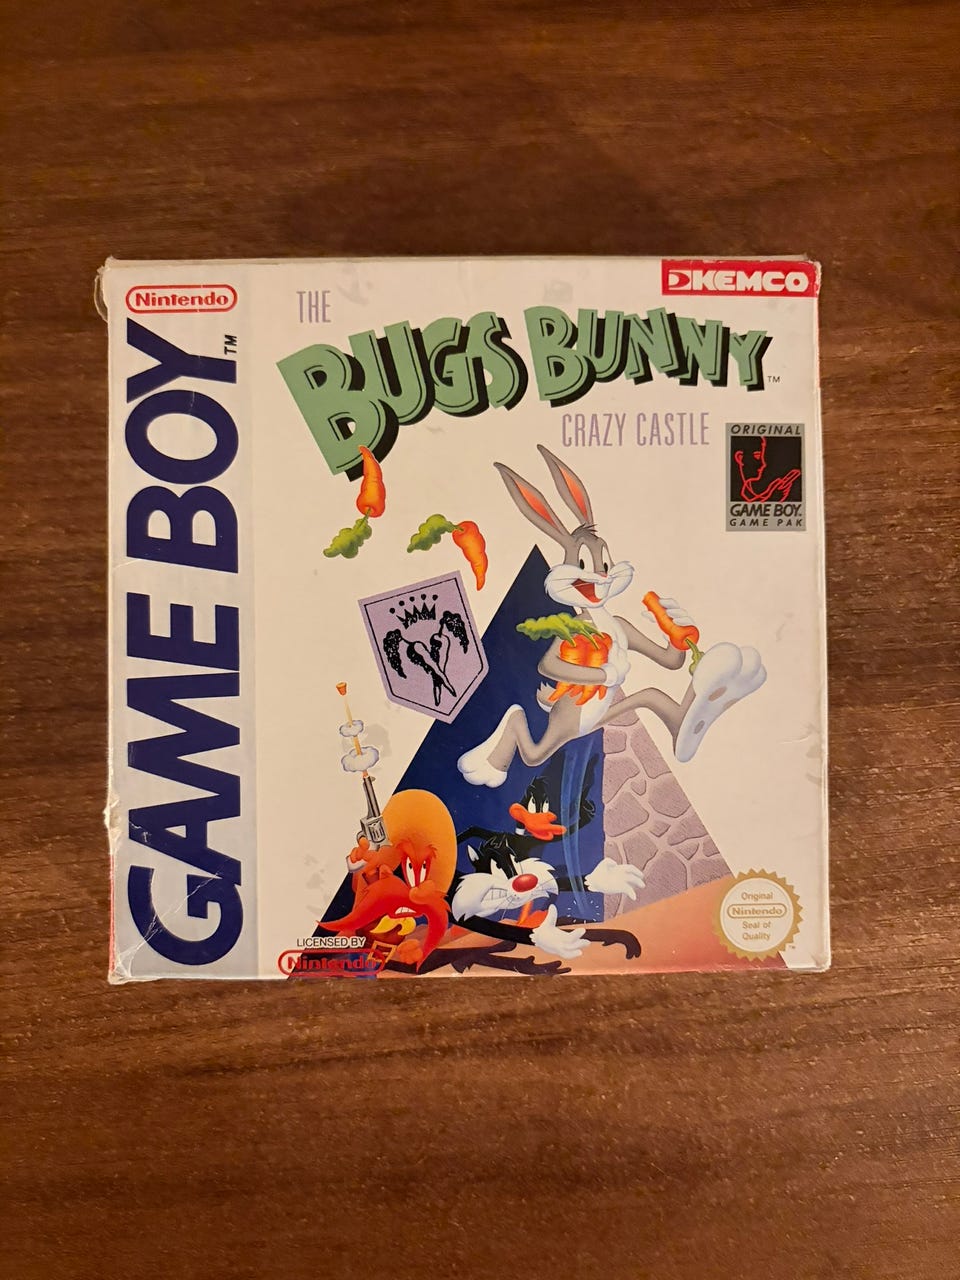 Nintendo
GAME BOY™
KEMCO
THE
BUGS BUNNY™
CRAZY CASTLE
ORIGINAL
GAME BOY
GAME PAK
LICENSED BY
Nintendo
Original
Nintendo
Seal of
Quality